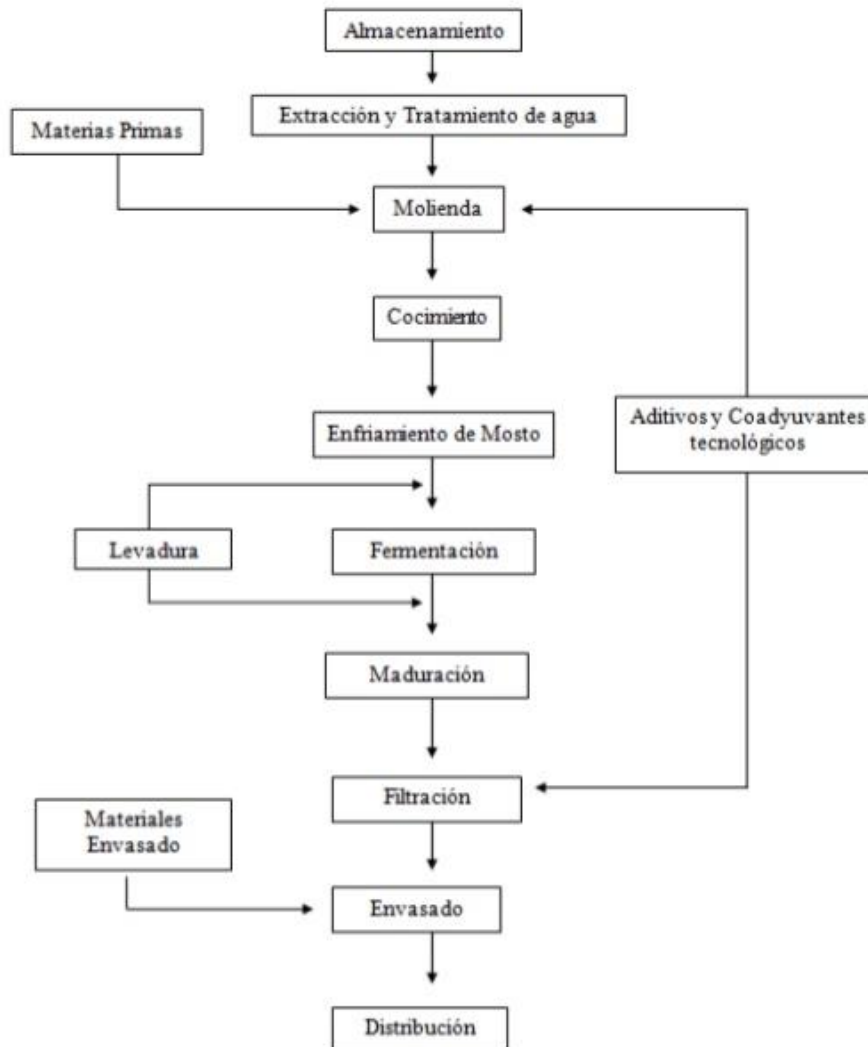 Almacenamiento
Extracción y Tratamiento de agua
Materias Primas
Molienda
Cocimiento
Aditivos y Coadyuvantes
tecnológicos
Enfriamiento de Mosto
Levadura
Fermentación
Maduración
Filtración
Materiales
Envasado
Envasado
Distribución